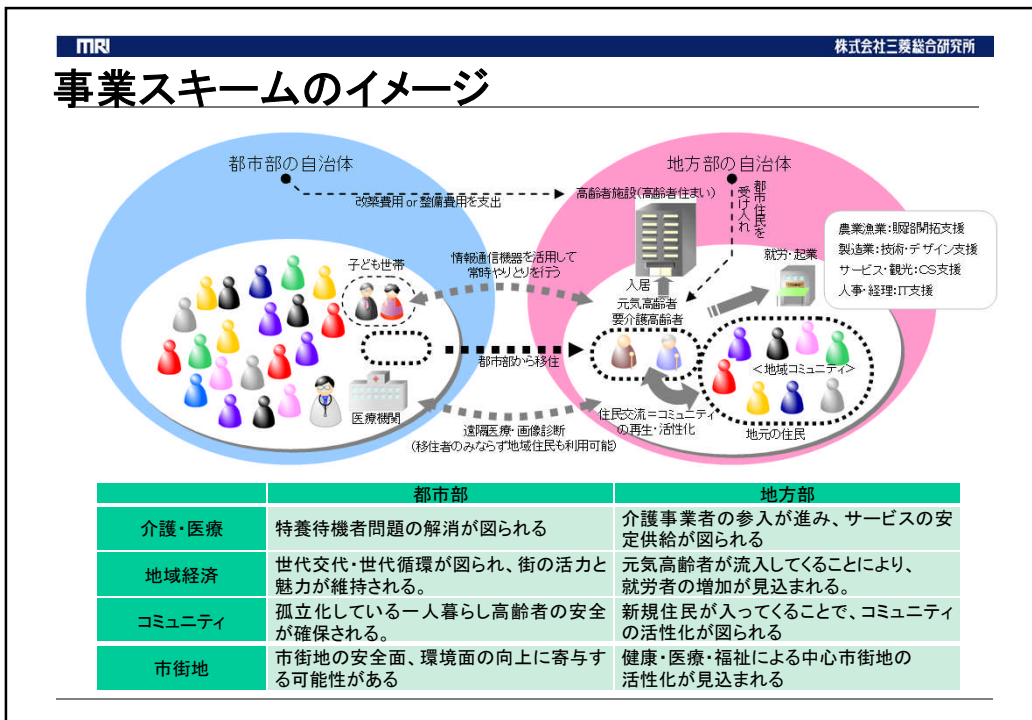 MRI
株式会社三菱総合研究所
事業スキームのイメージ
都市部の自治体
地方部の自治体
改築費用 or 整備費用を支出
高齢者施設(高齢者住まい)
都市住民を
受け入れ
農業漁業:販路開拓支援
製造業:技術・デザイン支援
サービス・観光:CS支援
人事・経理:IT支援
子ども世帯
情報通信機器を活用して
常時やりとりを行う
就労・起業
入居
元気高齢者
要介護高齢者
都市部から移住
<地域コミュニティ>
医療機関
住民交流=コミュニティ
の再生・活性化
地元の住民
遠隔医療・画像診断
(移住者のみならず地域住民も利用可能)
都市部
地方部
介護・医療
特養待機者問題の解消が図られる
介護事業者の参入が進み、サービスの安
定供給が図られる
地域経済
世代交代・世代循環が図られ、街の活力と
魅力が維持される。
元気高齢者が流入してくることにより、
就労者の増加が見込まれる。
コミュニティ
孤立化している一人暮らし高齢者の安全
が確保される。
新規住民が入ってくることで、コミュニティ
の活性化が図られる
市街地
市街地の安全面、環境面の向上に寄与す
る可能性がある
健康・医療・福祉による中心市街地の
活性化が見込まれる